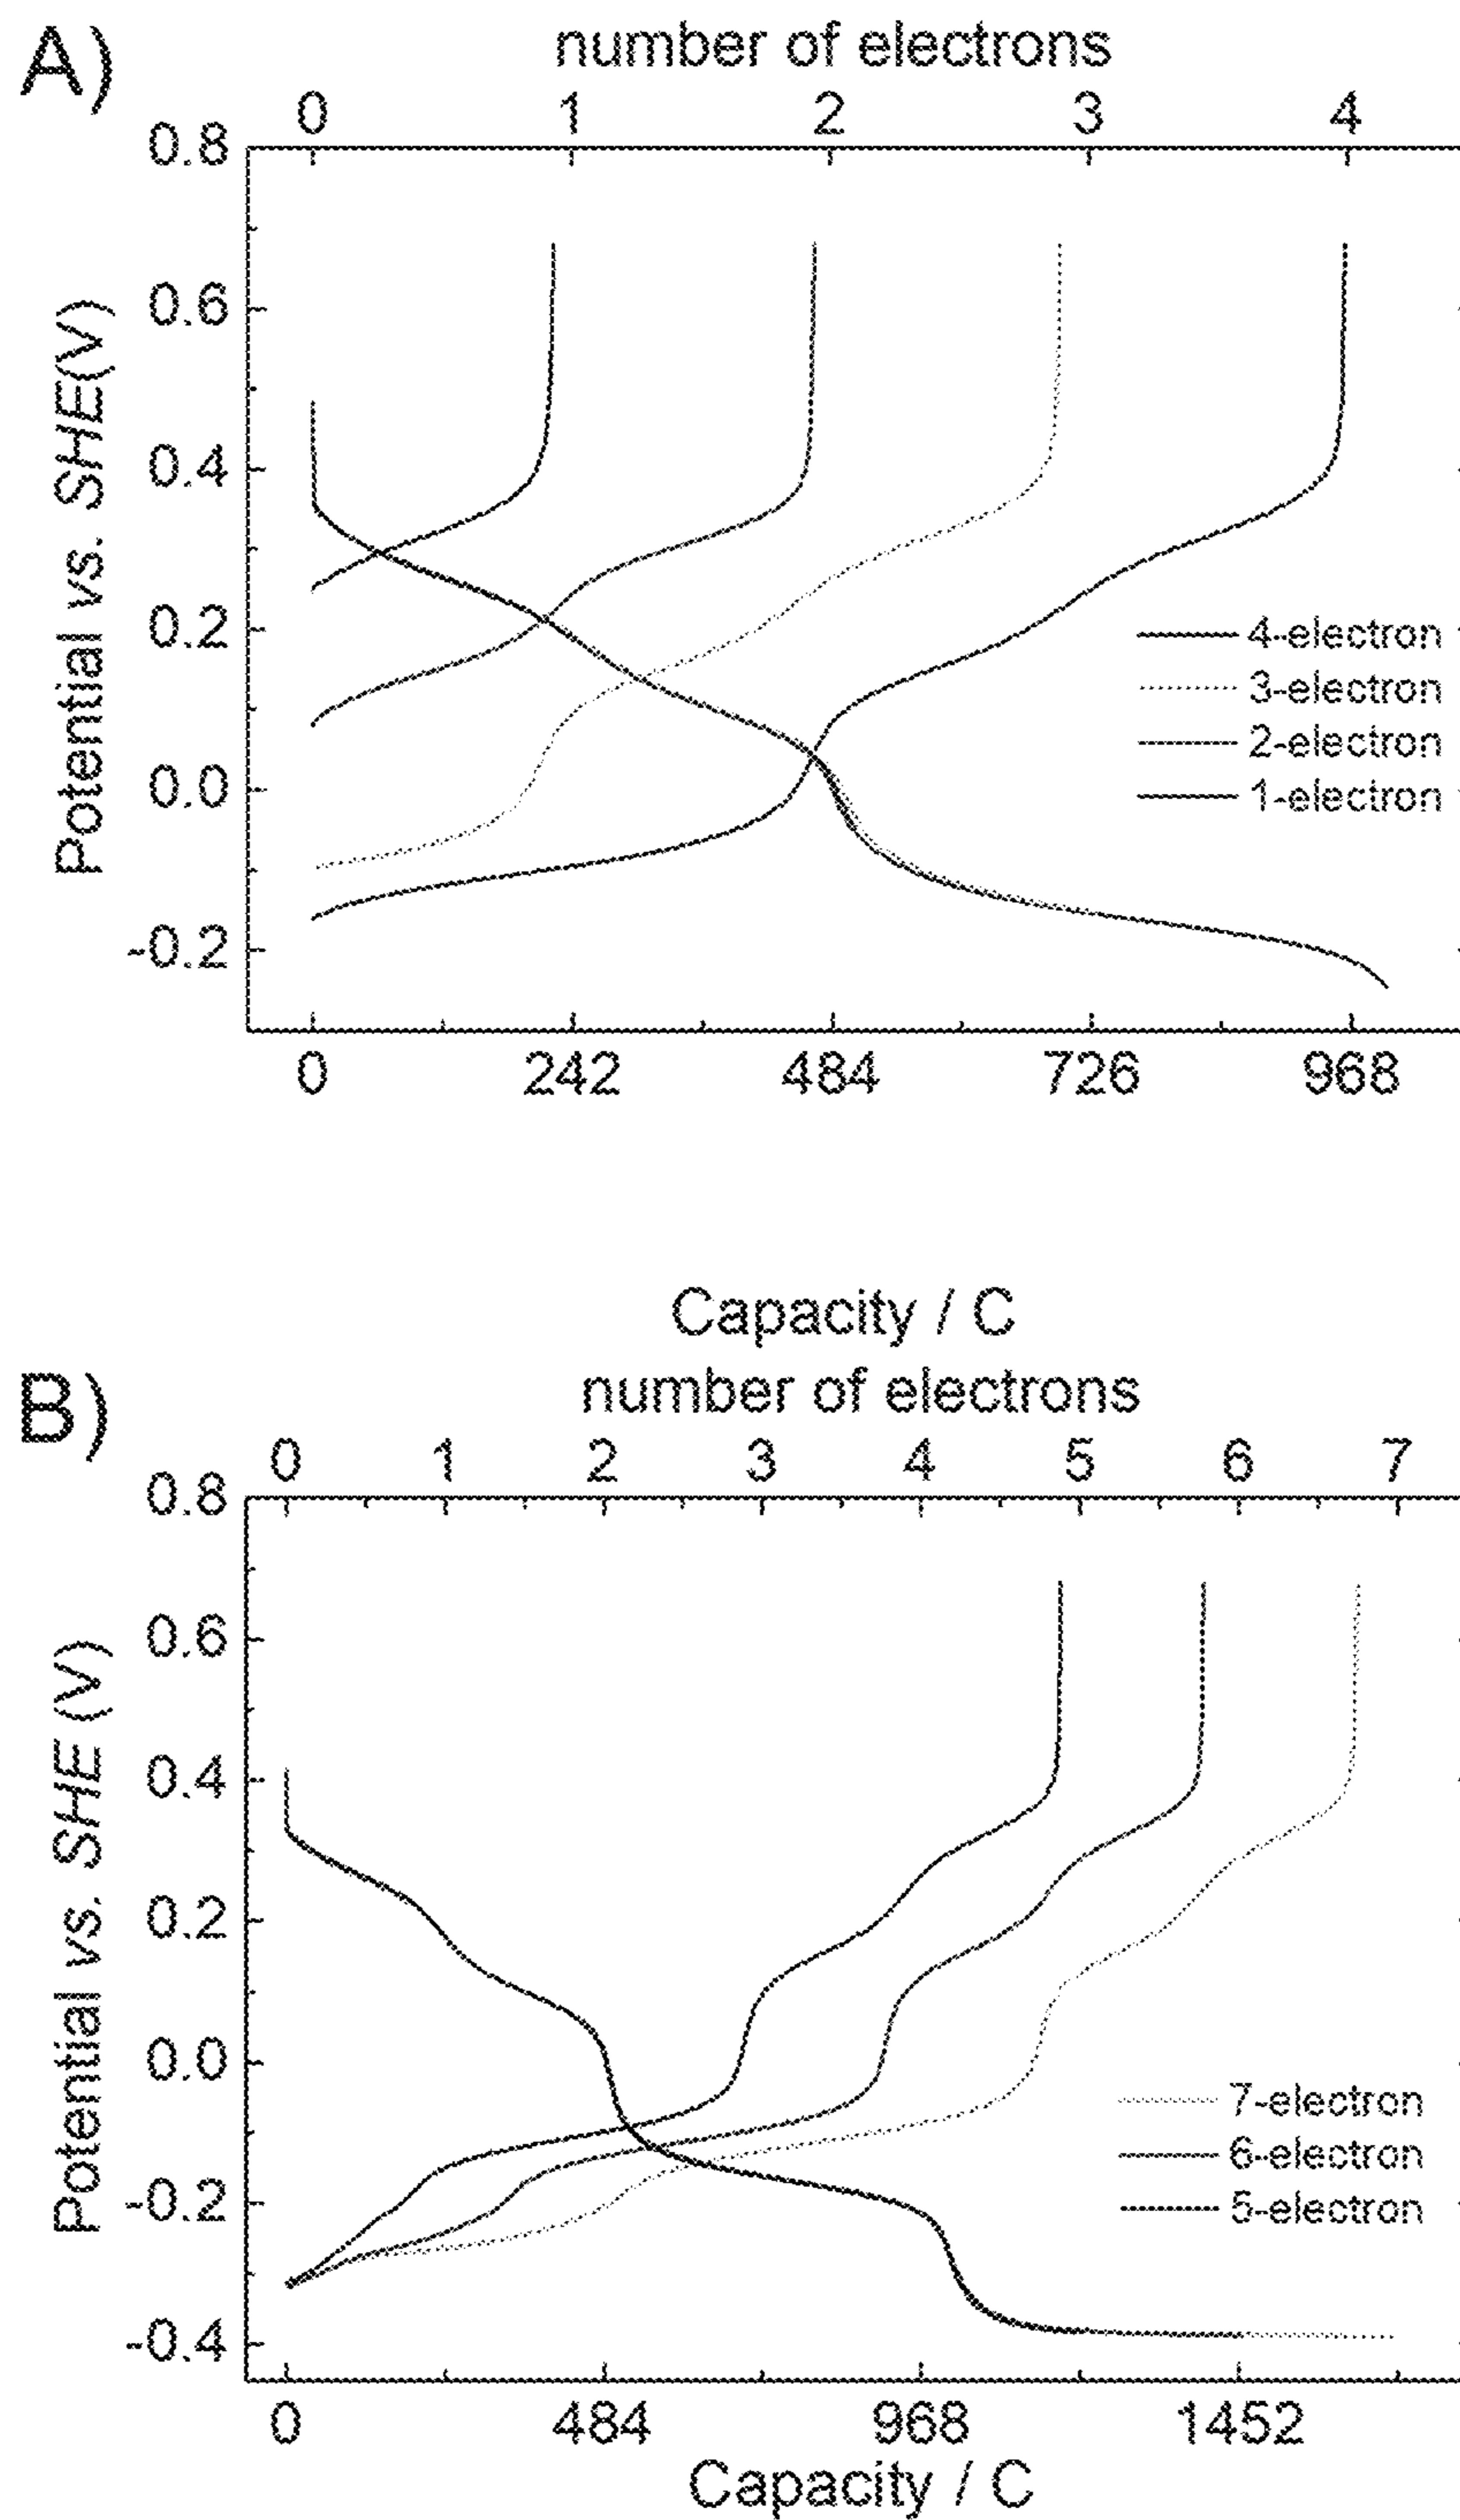 A)
number of electrons
0 1 2 3 4
0.8
0.6
0.4
0.2
0.0
-0.2
Potential vs. SHE(V)
4-electron
3-electron
2-electron
1-electron
0 242 484 726 968
Capacity / C
B)
number of electrons
0 1 2 3 4 5 6 7
0.8
0.6
0.4
0.2
0.0
-0.2
-0.4
Potential vs. SHE (V)
7-electron
6-electron
5-electron
0 484 968 1452
Capacity / C